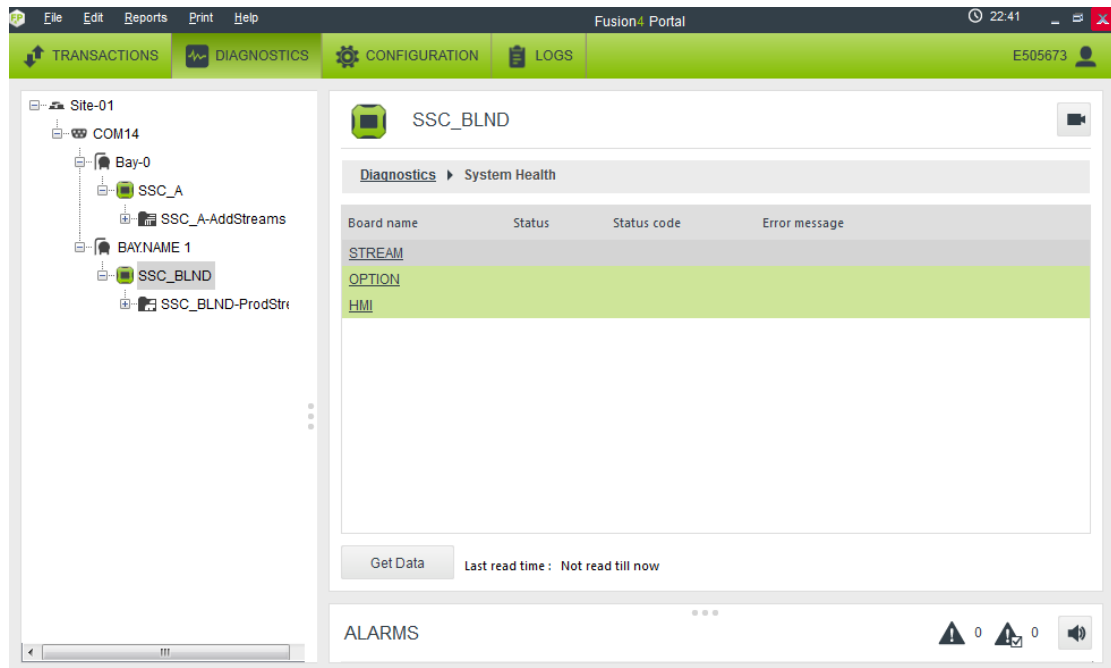 FP File Edit Reports Print Help Fusion4 Portal 22:41
TRANSACTIONS DIAGNOSTICS CONFIGURATION LOGS E505673
Site-01
COM14
Bay-0
SSC_A
SSC_A-AddStreams
BAY.NAME 1
SSC_BLND
SSC_BLND-ProdStre
SSC_BLND
Diagnostics System Health
Board name Status Status code Error message
STREAM
OPTION
HMI
Get Data Last read time : Not read till now
ALARMS 0 0